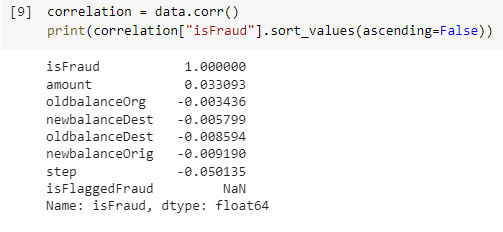 [9] correlation = data.corr()
print(correlation["isFraud"].sort_values(ascending=False))
isFraud 1.000000
amount 0.033093
oldbalanceOrg -0.003436
newbalanceDest -0.005799
oldbalanceDest -0.008594
newbalanceOrig -0.009190
step -0.050135
isFlaggedFraud NaN
Name: isFraud, dtype: float64